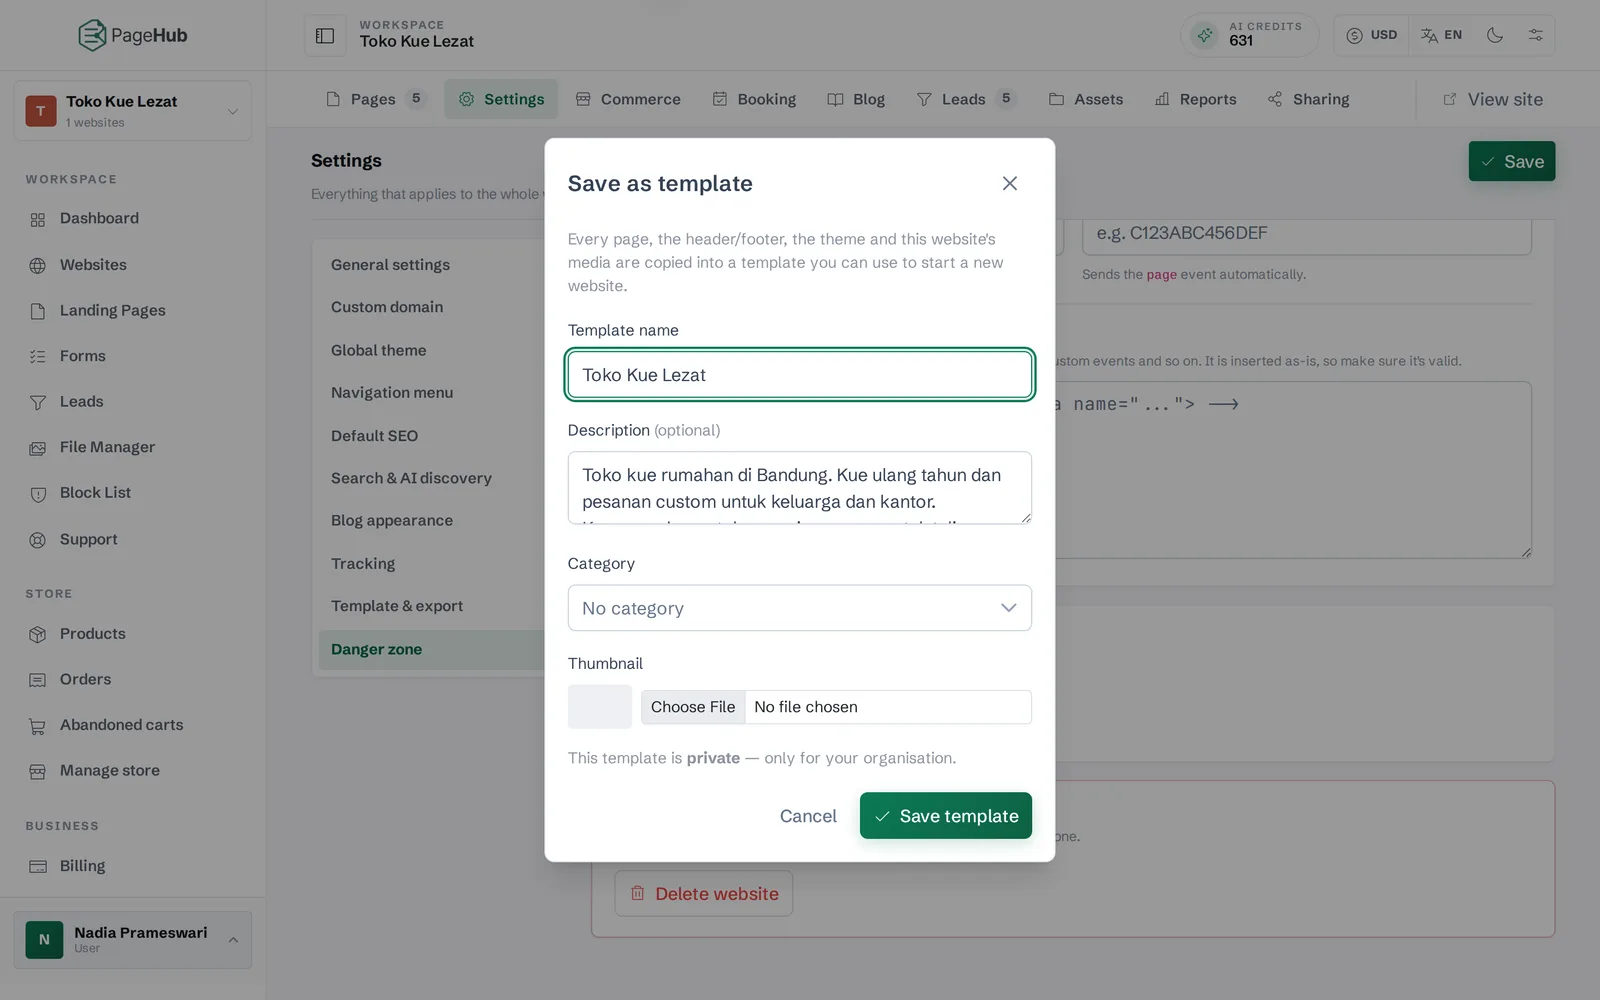 PageHub
WORKSPACE
Toko Kue Lezat
AI CREDITS
631
USD
EN
T
Toko Kue Lezat
1 websites
Pages 5
Settings
Commerce
Booking
Blog
Leads 5
Assets
Reports
Sharing
View site
WORKSPACE
Dashboard
Websites
Landing Pages
Forms
Leads
File Manager
Block List
Support
STORE
Products
Orders
Abandoned carts
Manage store
BUSINESS
Billing
N
Nadia Prameswari
User
Settings
Everything that applies to the whole
Save
General settings
Custom domain
Global theme
Navigation menu
Default SEO
Search & AI discovery
Blog appearance
Tracking
Template & export
Danger zone
e.g. C123ABC456DEF
Sends the page event automatically.
ustom events and so on. It is inserted as-is, so make sure it's valid.
a name="..."> -->
one.
Delete website
Save as template
Every page, the header/footer, the theme and this website's
media are copied into a template you can use to start a new
website.
Template name
Toko Kue Lezat
Description (optional)
Toko kue rumahan di Bandung. Kue ulang tahun dan
pesanan custom untuk keluarga dan kantor.
Category
No category
Thumbnail
Choose File No file chosen
This template is private — only for your organisation.
Cancel
Save template